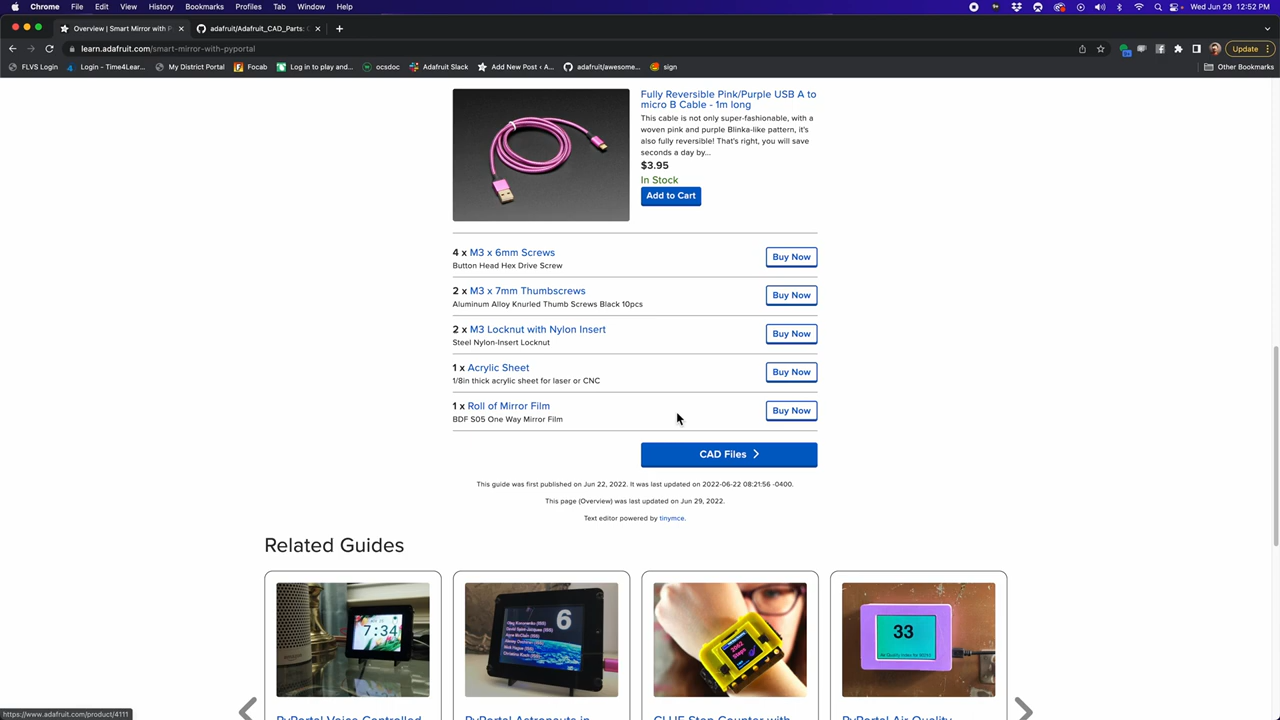 Chrome File Edit View History Bookmarks Profiles Tab Window Help
Wed Jun 29 12:52 PM
Overview | Smart Mirror with P
adafruit/Adafruit_CAD_Parts:
learn.adafruit.com/smart-mirror-with-pyportal
Update
FLVS Login
Login - Time4Lear...
My District Portal
Focab
Log in to play and...
ocsdoc
Adafruit Slack
Add New Post ‹ A...
adafruit/awesome...
sign
Other Bookmarks
Fully Reversible Pink/Purple USB A to
micro B Cable - 1m long
This cable is not only super-fashionable, with a
woven pink and purple Blinka-like pattern, it's
also fully reversible! That's right, you will save
seconds a day by...
$3.95
In Stock
Add to Cart
4 x M3 x 6mm Screws
Button Head Hex Drive Screw
Buy Now
2 x M3 x 7mm Thumbscrews
Aluminum Alloy Knurled Thumb Screws Black 10pcs
Buy Now
2 x M3 Locknut with Nylon Insert
Steel Nylon-Insert Locknut
Buy Now
1 x Acrylic Sheet
1/8in thick acrylic sheet for laser or CNC
Buy Now
1 x Roll of Mirror Film
BDF S05 One Way Mirror Film
Buy Now
CAD Files
This guide was first published on Jun 22, 2022. It was last updated on 2022-06-22 08:21:56 -0400.
This page (Overview) was last updated on Jun 29, 2022.
Text editor powered by tinymce.
Related Guides
7:34
6
33
PyPortal Voice Controlled
PyPortal Astronauts in
CLUE Step Counter with
PyPortal Air Quality
https://www.adafruit.com/product/4111